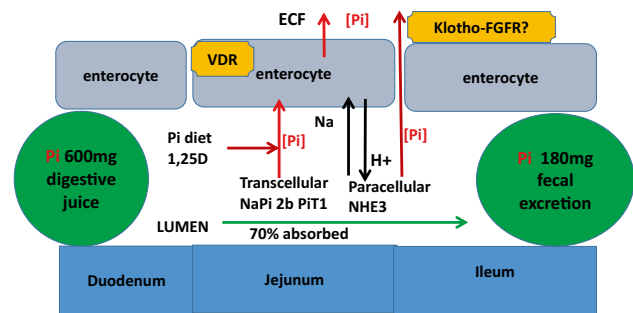 ECF
[Pi]
Klotho-FGFR?
VDR
enterocyte
enterocyte
enterocyte
Pi 600mg
digestive
juice
Pi diet
1,25D
[Pi]
Na
H+
[Pi]
Pi 180mg
fecal
excretion
Transcellular
NaPi 2b PiT1
Paracellular
NHE3
LUMEN
70% absorbed
Duodenum
Jejunum
Ileum